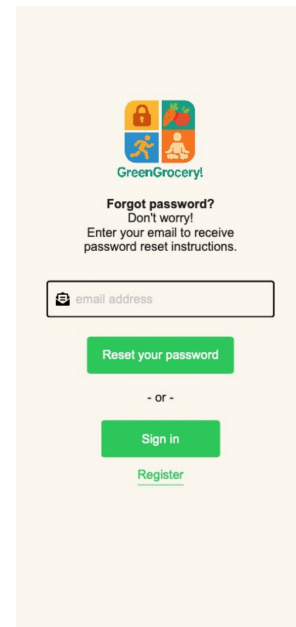 GreenGrocery!
Forgot password?
Don't worry!
Enter your email to receive
password reset instructions.
email address
Reset your password
- or -
Sign in
Register